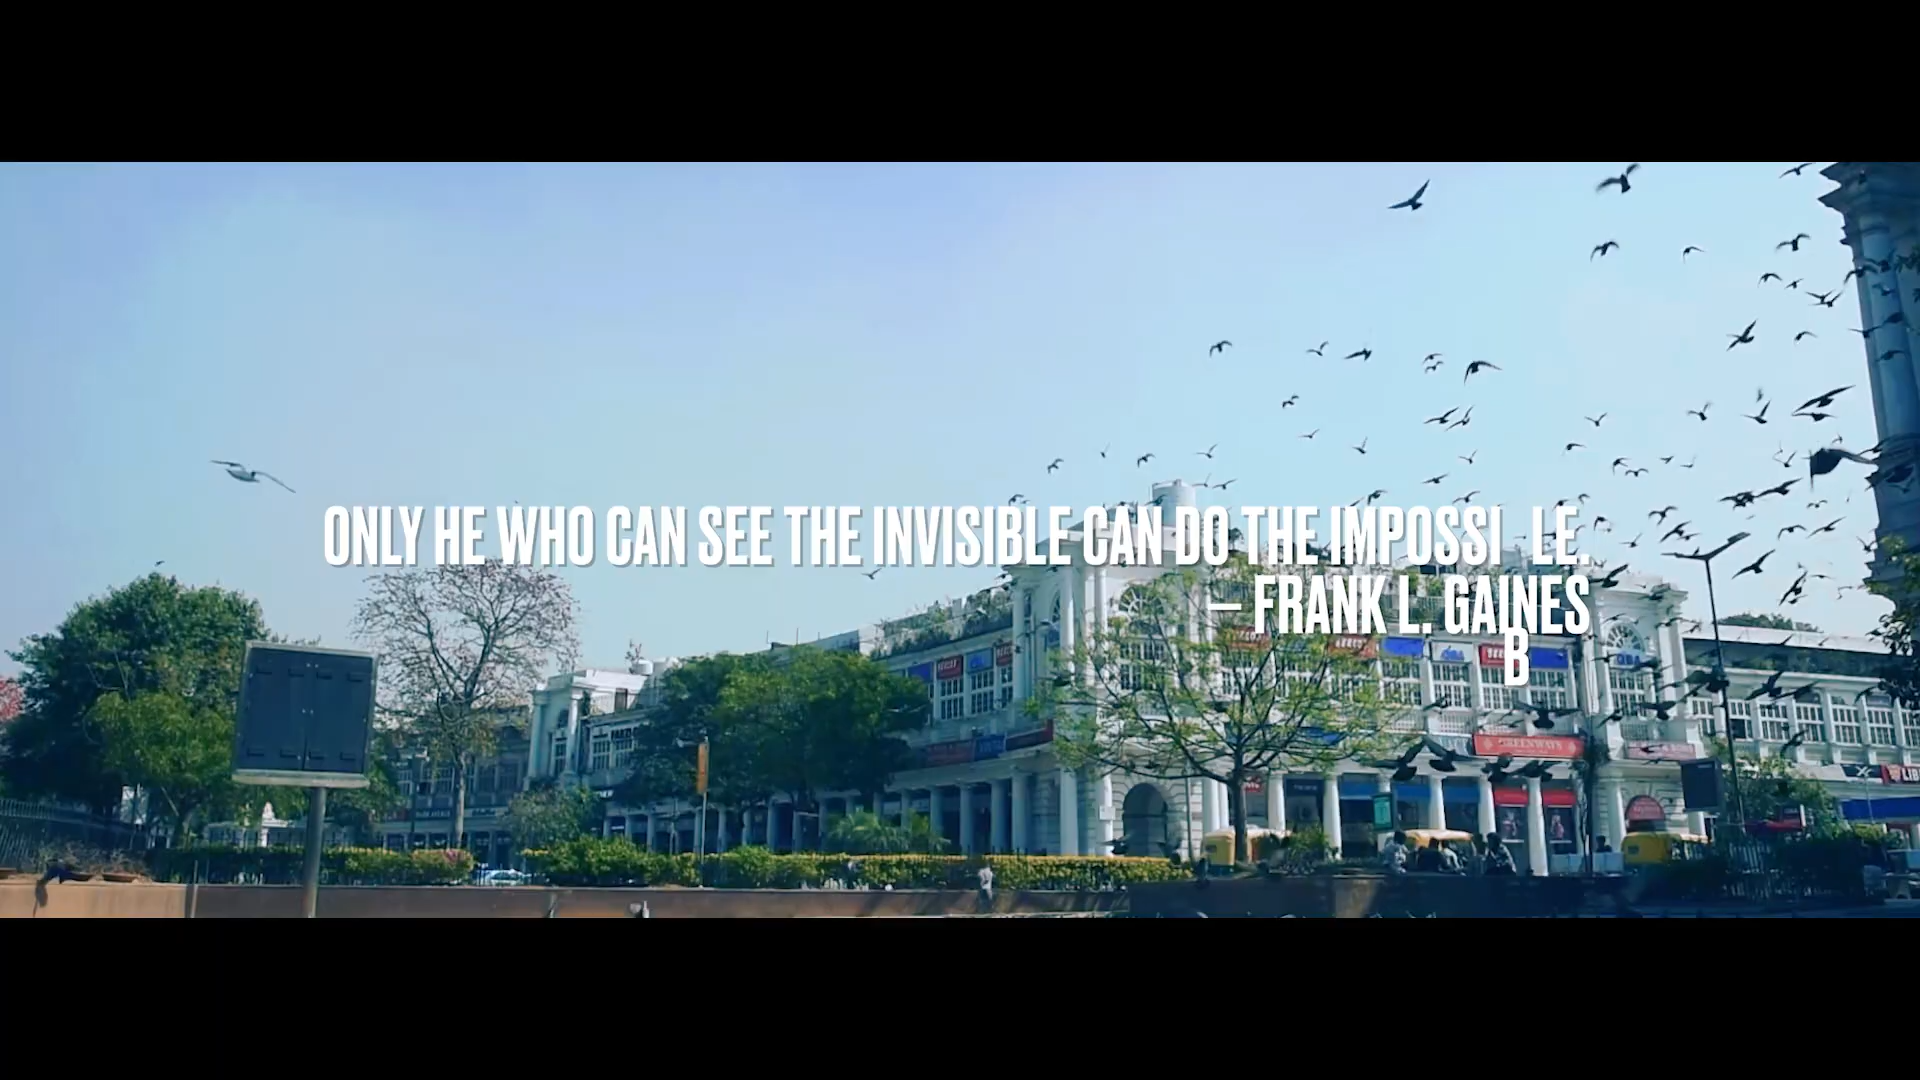 ONLY HE WHO CAN SEE THE INVISIBLE CAN DO THE IMPOSSI LE.
– FRANK L. GAINES
B
GREENWAYS